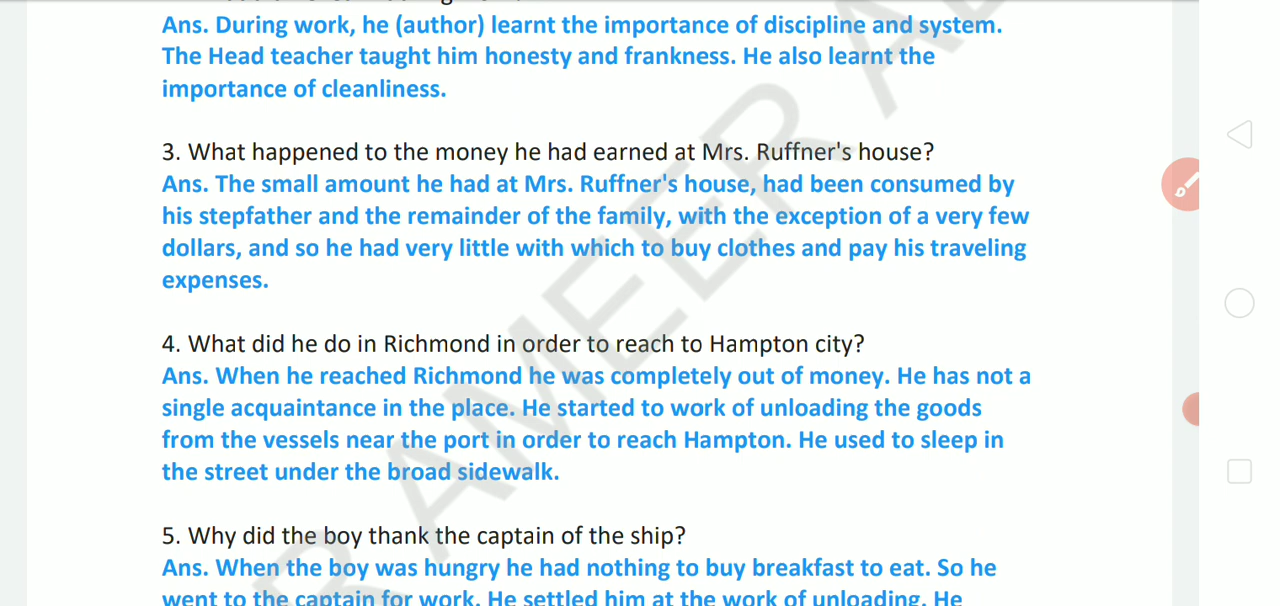 Ans. During work, he (author) learnt the importance of discipline and system.
The Head teacher taught him honesty and frankness. He also learnt the
importance of cleanliness.
3. What happened to the money he had earned at Mrs. Ruffner's house?
Ans. The small amount he had at Mrs. Ruffner's house, had been consumed by
his stepfather and the remainder of the family, with the exception of a very few
dollars, and so he had very little with which to buy clothes and pay his traveling
expenses.
4. What did he do in Richmond in order to reach to Hampton city?
Ans. When he reached Richmond he was completely out of money. He has not a
single acquaintance in the place. He started to work of unloading the goods
from the vessels near the port in order to reach Hampton. He used to sleep in
the street under the broad sidewalk.
5. Why did the boy thank the captain of the ship?
Ans. When the boy was hungry he had nothing to buy breakfast to eat. So he
went to the captain for work. He settled him at the work of unloading. He
AMEER